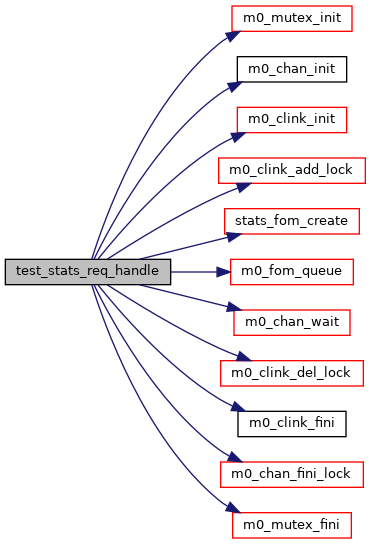 m0_mutex_init
m0_chan_init
m0_clink_init
m0_clink_add_lock
stats_fom_create
test_stats_req_handle
m0_fom_queue
m0_chan_wait
m0_clink_del_lock
m0_clink_fini
m0_chan_fini_lock
m0_mutex_fini